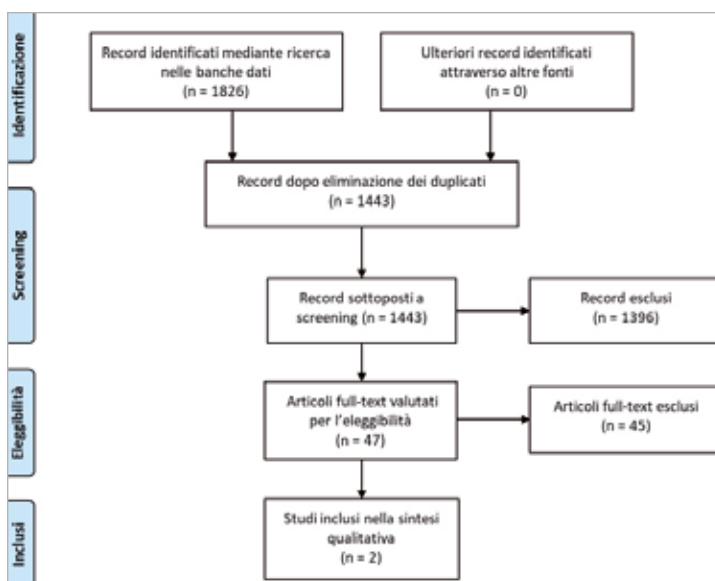 Identificazione
Record identificati mediante ricerca
nelle banche dati
(n = 1826)
Ulteriori record identificati
attraverso altre fonti
(n = 0)
Record dopo eliminazione dei duplicati
(n = 1443)
Screening
Record sottoposti a
screening (n = 1443)
Record esclusi
(n = 1396)
Eleggibilità
Articoli full-text valutati
per l'eleggibilità
(n = 47)
Articoli full-text esclusi
(n = 45)
Inclusi
Studi inclusi nella sintesi
qualitativa
(n = 2)